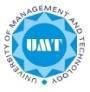 UNIVERSITY OF MANAGEMENT AND TECHNOLOGY
UMT